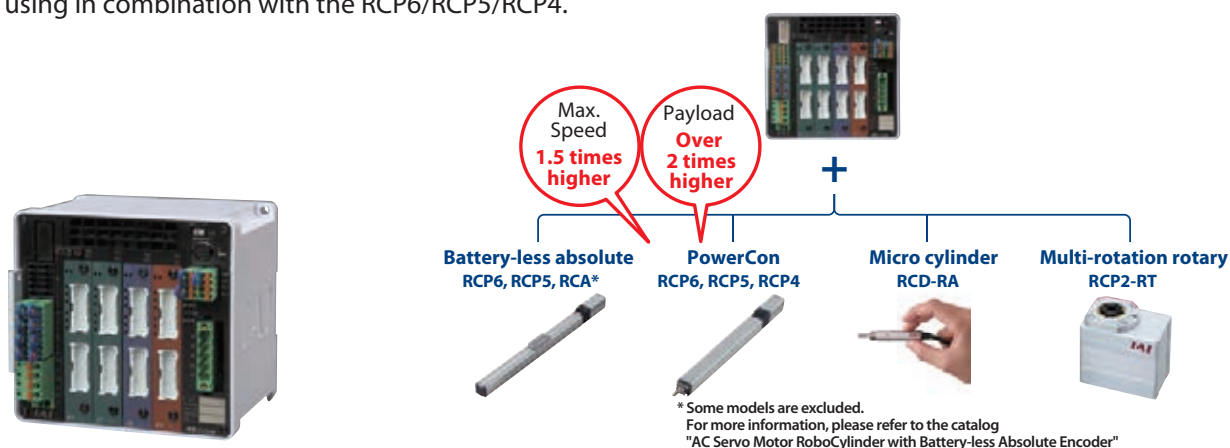 using in combination with the RCP6/RCP5/RCP4.
Max.
Speed
1.5 times
higher
Payload
Over
2 times
higher
+
Battery-less absolute
RCP6, RCP5, RCA*
PowerCon
RCP6, RCP5, RCP4
Micro cylinder
RCD-RA
Multi-rotation rotary
RCP2-RT
IAI
IAI
* Some models are excluded.
For more information, please refer to the catalog
"AC Servo Motor RoboCylinder with Battery-less Absolute Encoder"